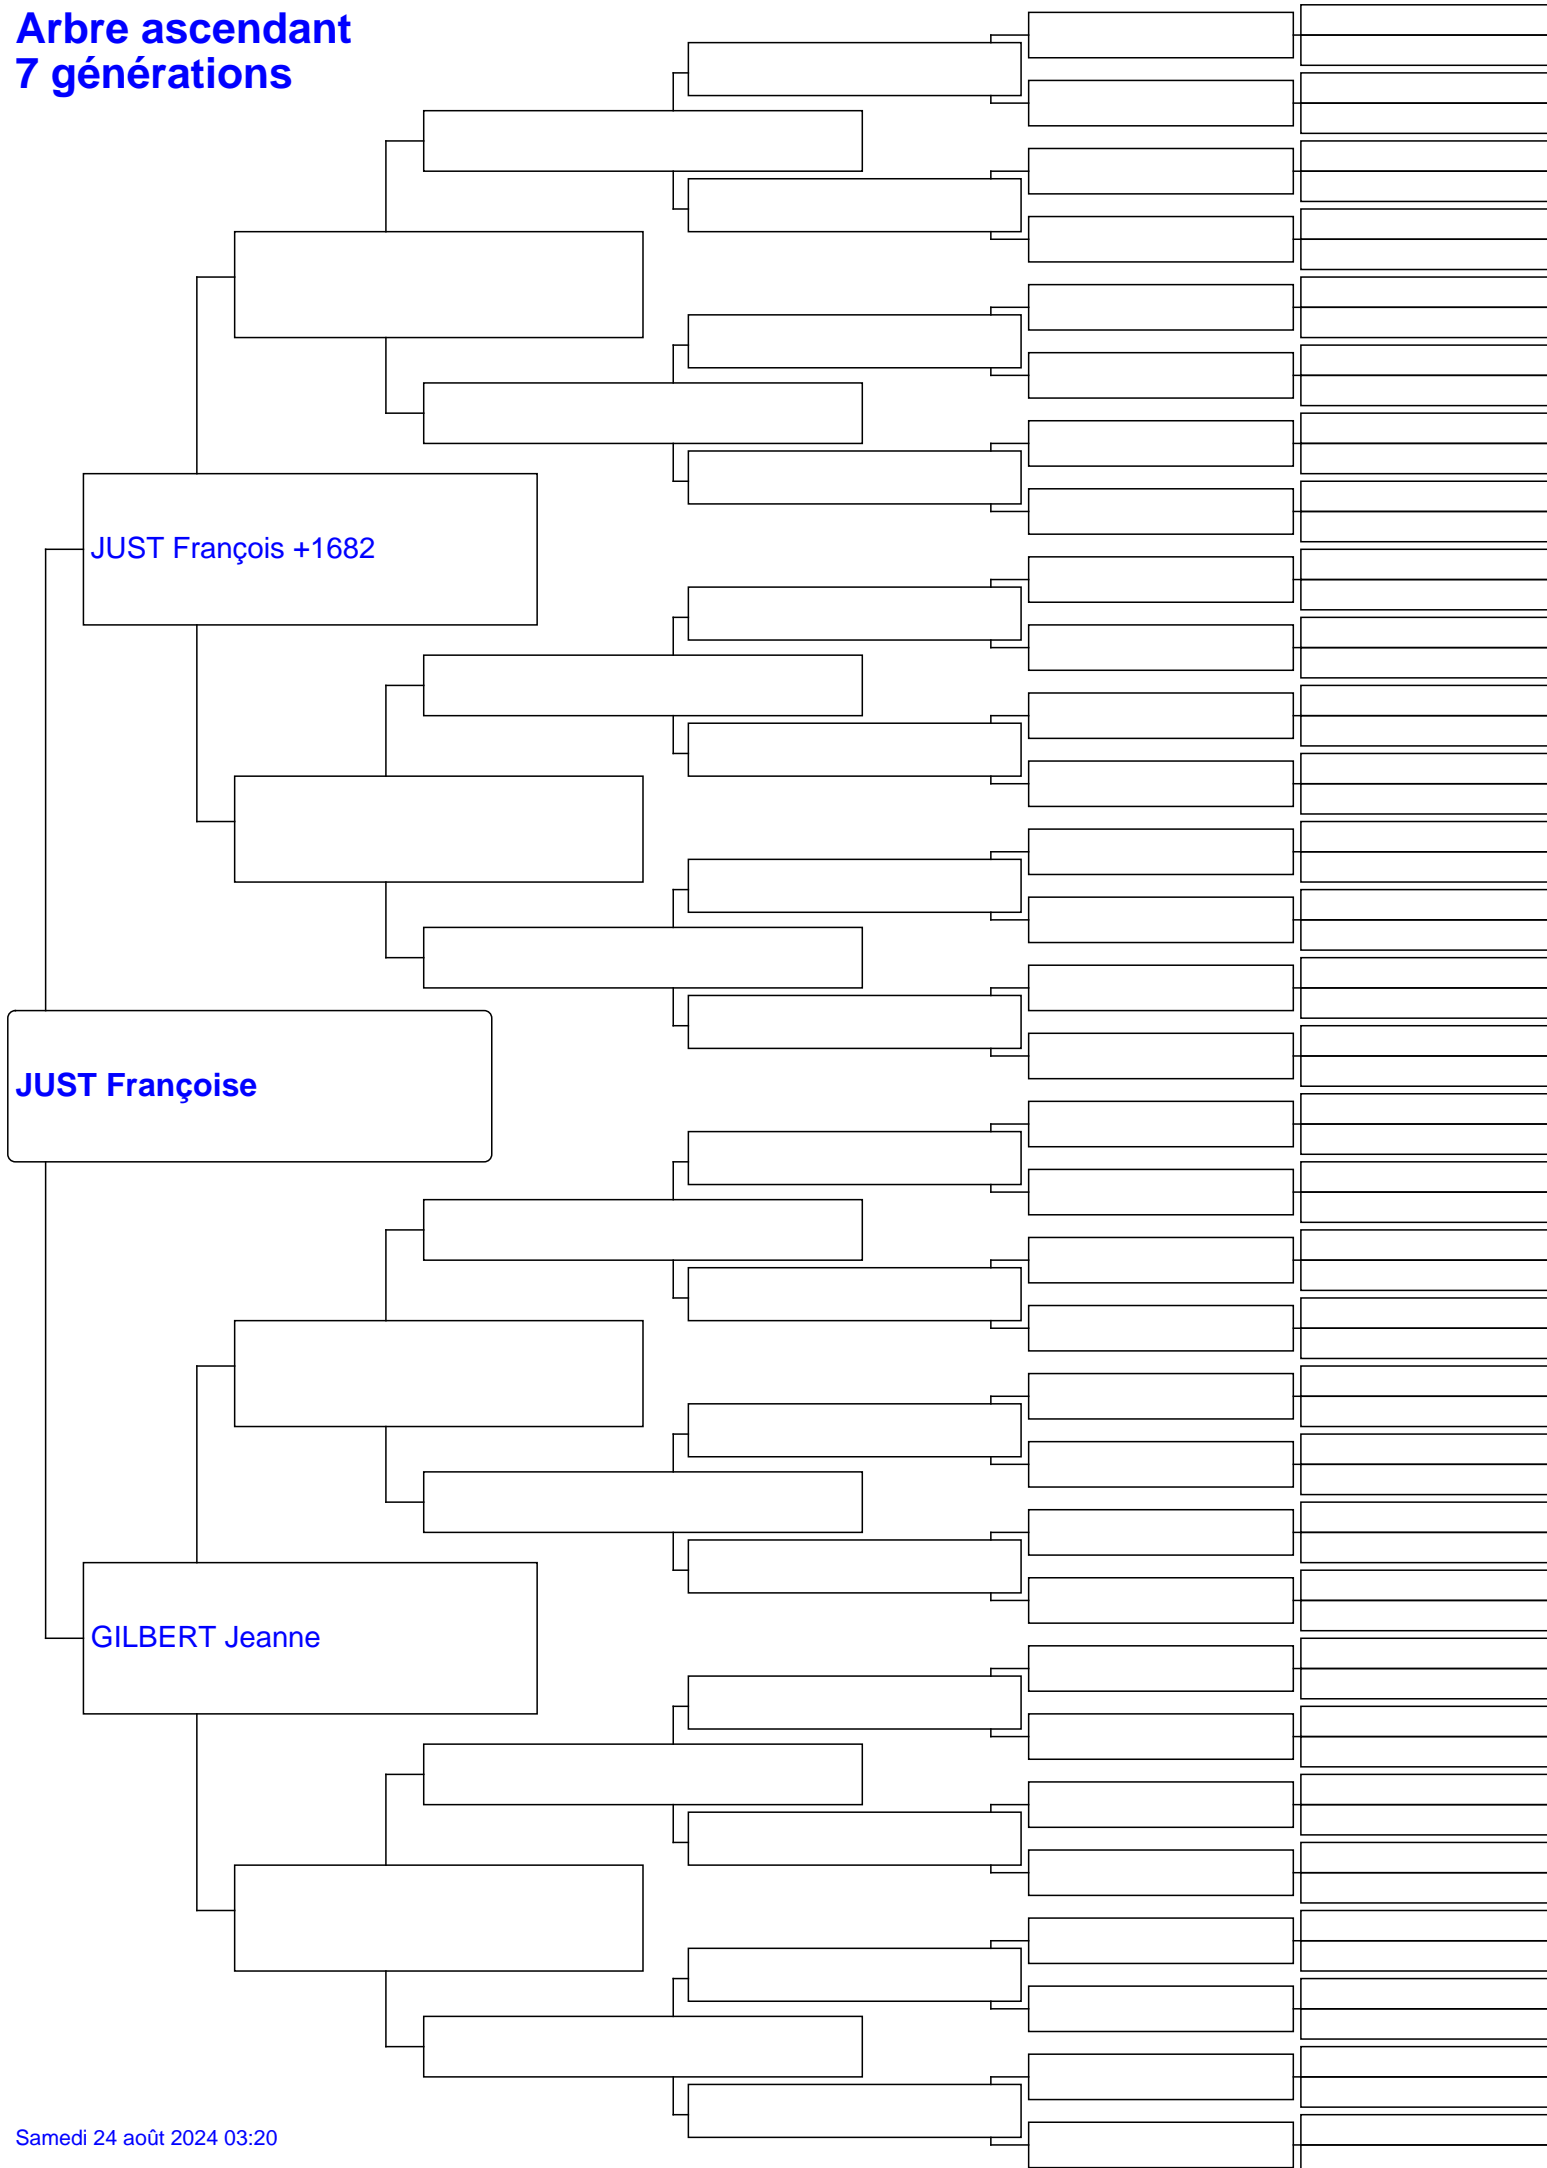 Arbre ascendant
7 générations
JUST François +1682
JUST Françoise
GILBERT Jeanne
Samedi 24 août 2024 03:20